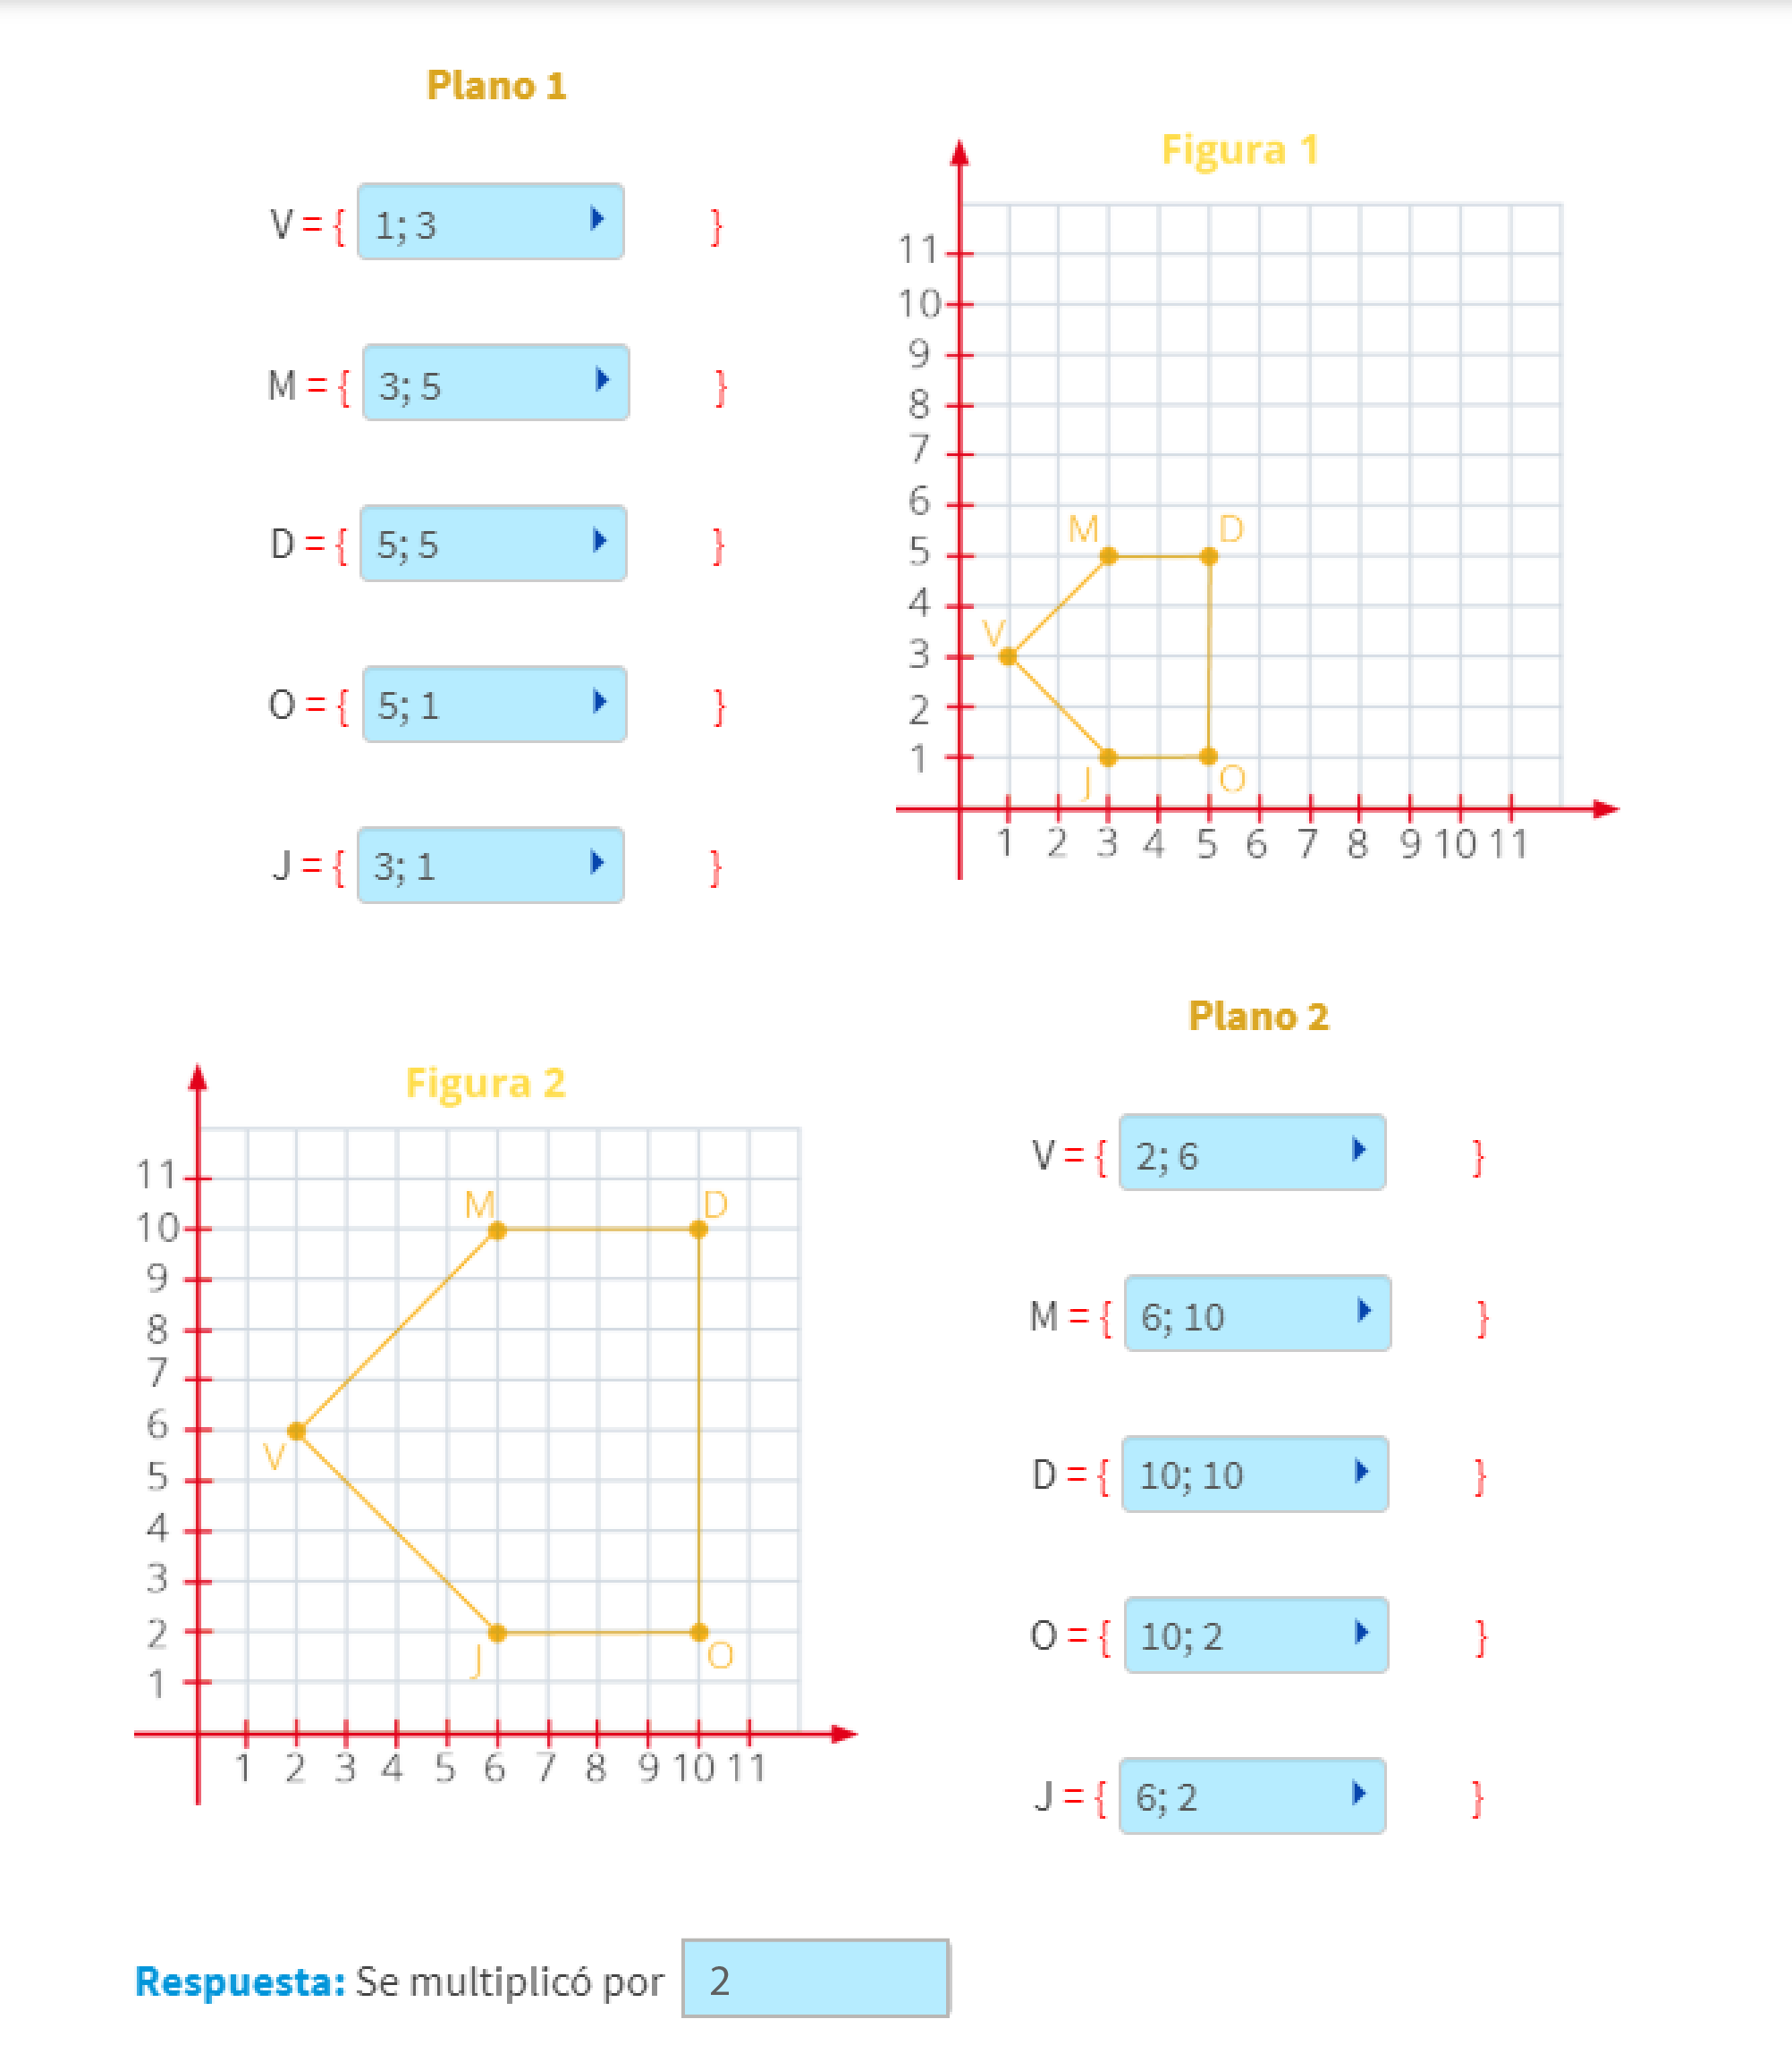 Plano 1
V = { 1; 3 }
M = { 3; 5 }
D = { 5; 5 }
O = { 5; 1 }
J = { 3; 1 }
Figura 1
11
10
9
8
7
6
5
4
3
2
1
M D
V
J O
1 2 3 4 5 6 7 8 9 10 11
Figura 2
11
10
9
8
7
6
5
4
3
2
1
M D
V
J O
1 2 3 4 5 6 7 8 9 10 11
Plano 2
V = { 2; 6 }
M = { 6; 10 }
D = { 10; 10 }
O = { 10; 2 }
J = { 6; 2 }
Respuesta: Se multiplicó por 2